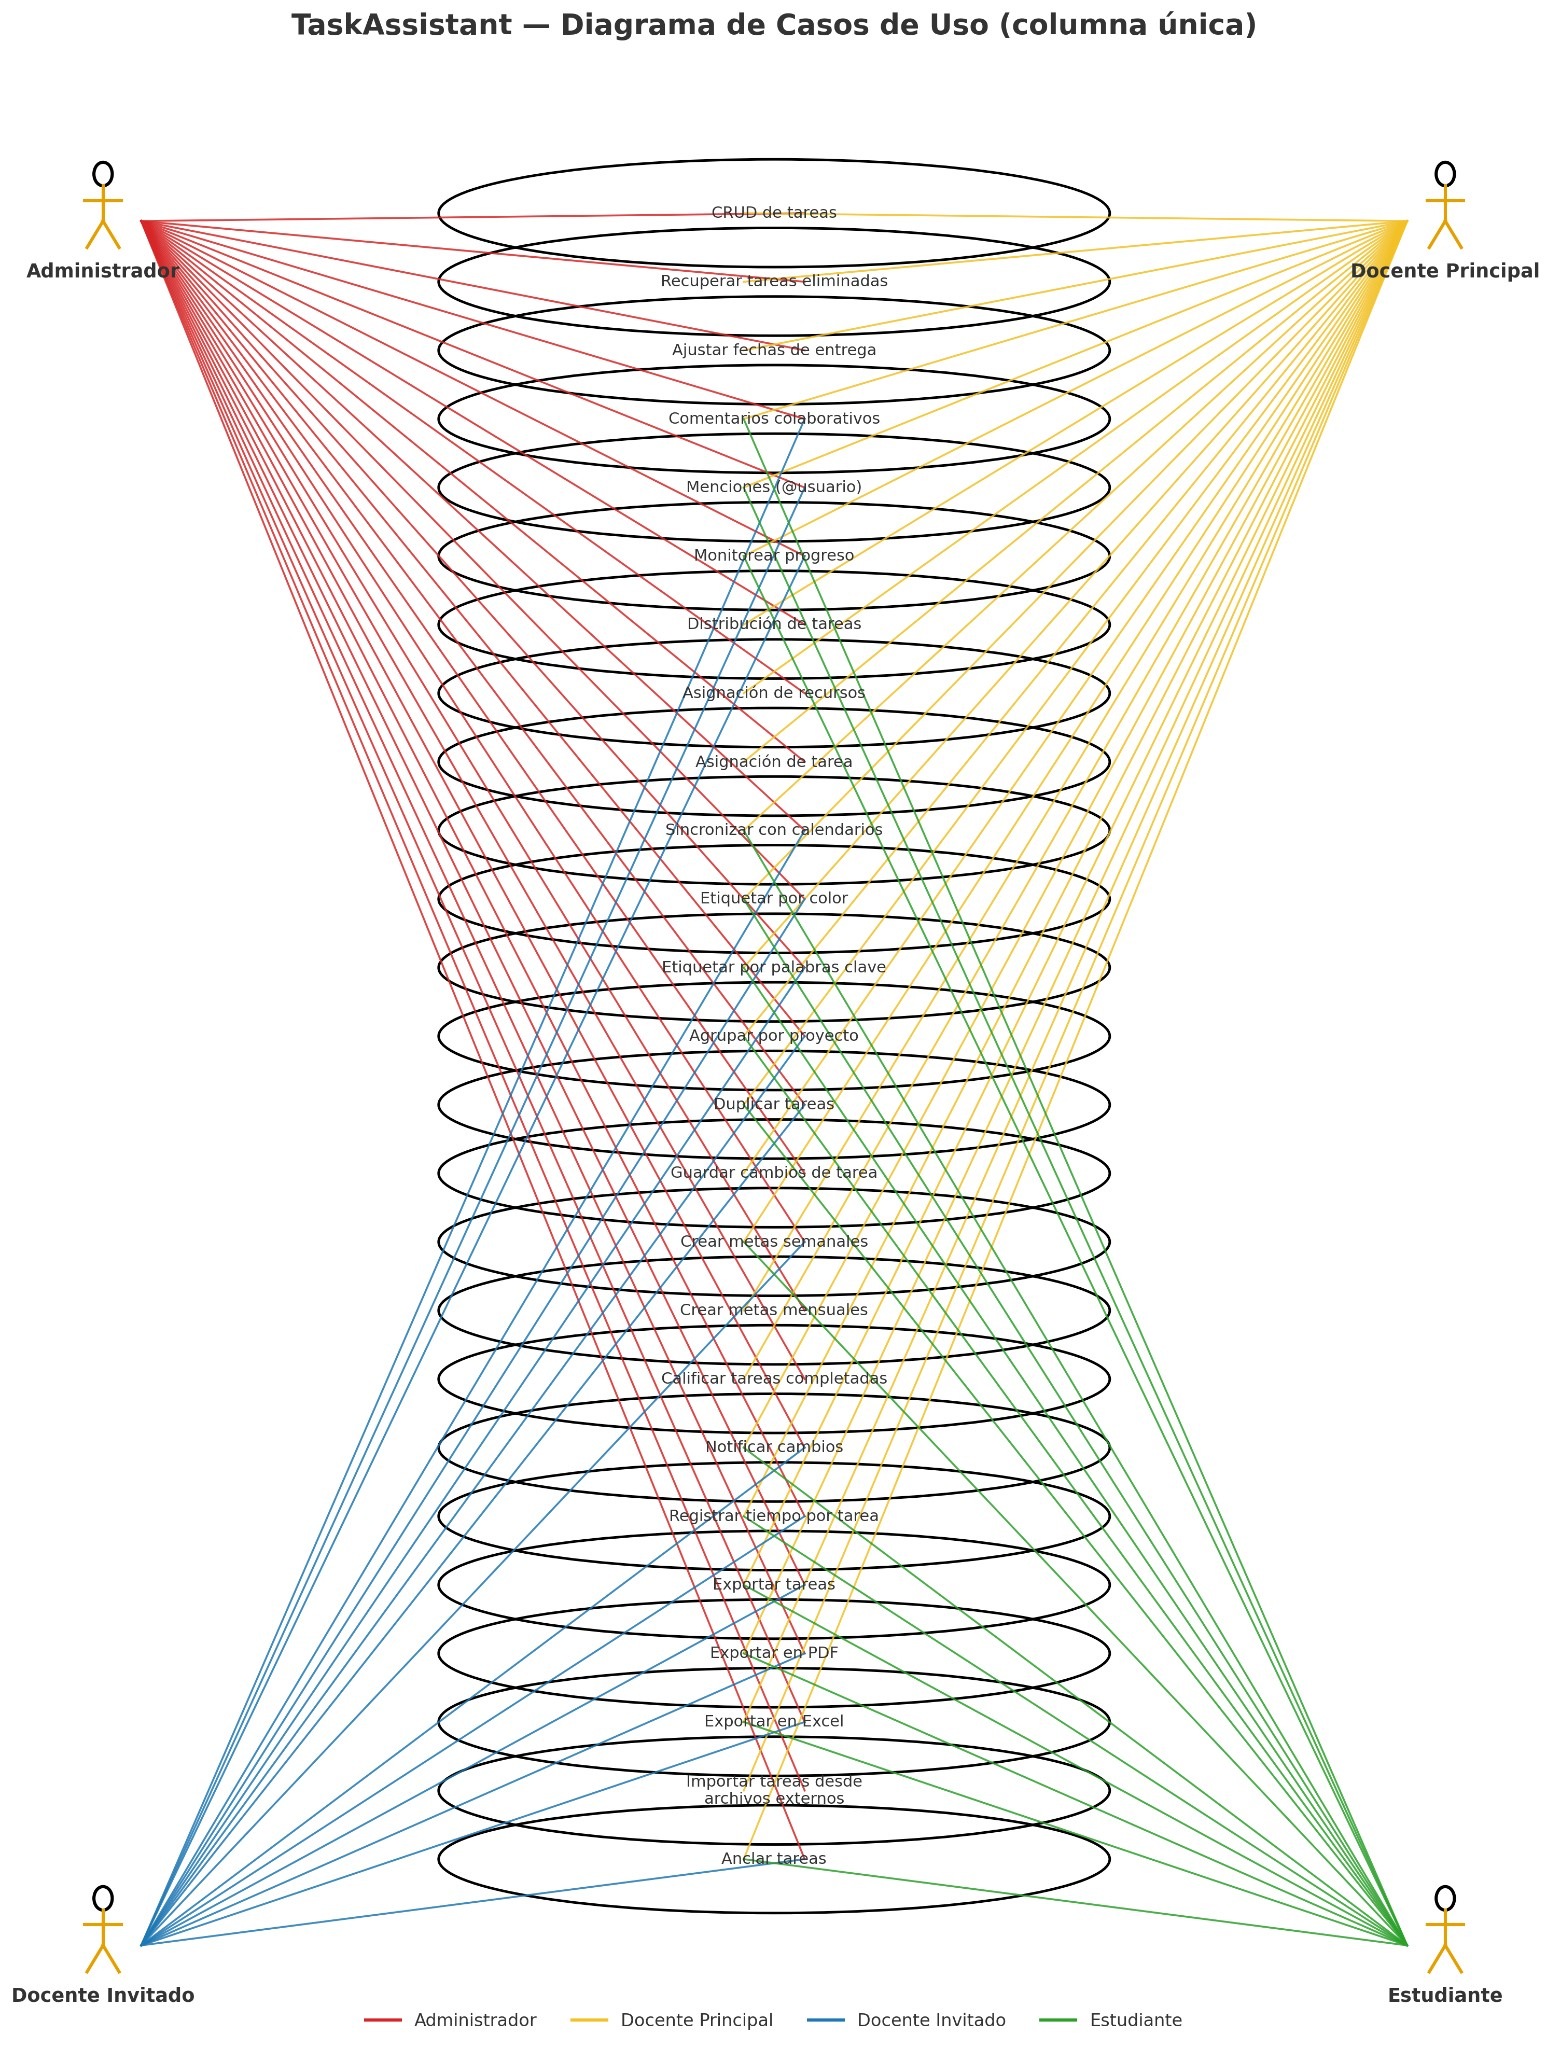 TaskAssistant — Diagrama de Casos de Uso (columna única)
Administrador
Docente Principal
CRUD de tareas
Recuperar tareas eliminadas
Ajustar fechas de entrega
Comentarios colaborativos
Menciones (@usuario)
Monitorear progreso
Distribución de tareas
Asignación de recursos
Asignación de tarea
Sincronizar con calendarios
Etiquetar por color
Etiquetar por palabras clave
Agrupar por proyecto
Duplicar tareas
Guardar cambios de tarea
Crear metas semanales
Crear metas mensuales
Calificar tareas completadas
Notificar cambios
Registrar tiempo por tarea
Exportar tareas
Exportar en PDF
Exportar en Excel
Importar tareas desde
archivos externos
Anclar tareas
Docente Invitado
Estudiante
Administrador
Docente Principal
Docente Invitado
Estudiante